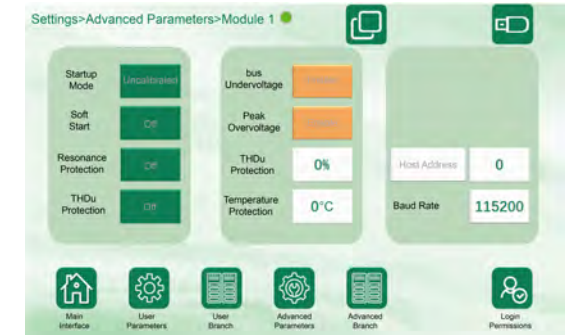 Settings>Advanced Parameters>Module 1
Startup
Mode
Uncalibrated
Soft
Start
Off
Resonance
Protection
Off
THDu
Protection
Off
bus
Undervoltage
Peak
Overvoltage
THDu
Protection
0%
Temperature
Protection
0°C
Host Address
0
Baud Rate
115200
Main
Interface
User
Parameters
User
Branch
Advanced
Parameters
Advanced
Branch
Login
Permissions